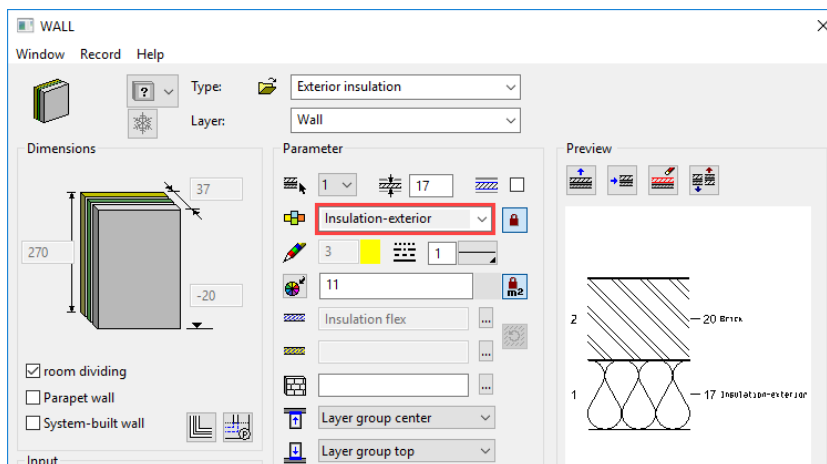 WALL
Window Record Help
Type: Exterior insulation
Layer: Wall
Dimensions
37
270
-20
room dividing
Parapet wall
System-built wall
Input
Parameter
1 17
Insulation-exterior
3 1
11
m2
Insulation flex
...
...
...
Layer group center
Layer group top
Preview
2 20 Brick
1 17 Insulation-exterior